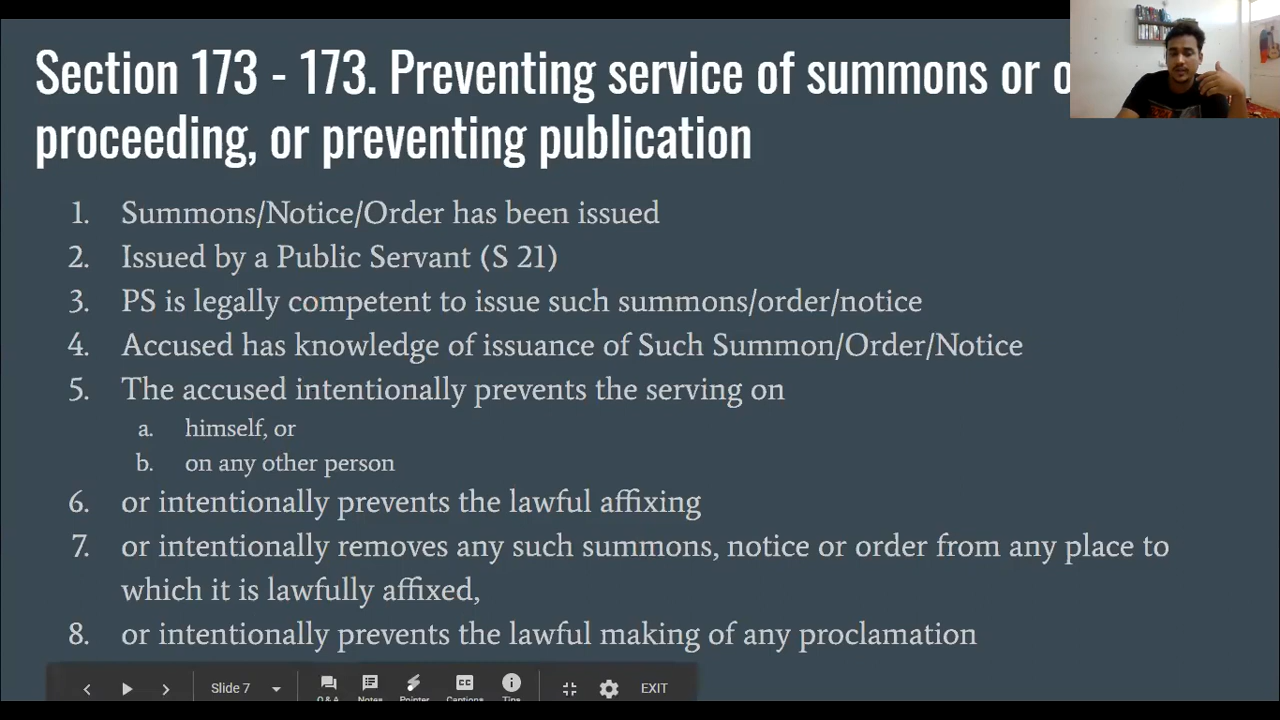 Section 173 - 173. Preventing service of summons or o
proceeding, or preventing publication
1. Summons/Notice/Order has been issued
2. Issued by a Public Servant (S 21)
3. PS is legally competent to issue such summons/order/notice
4. Accused has knowledge of issuance of Such Summon/Order/Notice
5. The accused intentionally prevents the serving on
a. himself, or
b. on any other person
6. or intentionally prevents the lawful affixing
7. or intentionally removes any such summons, notice or order from any place to
which it is lawfully affixed,
8. or intentionally prevents the lawful making of any proclamation
Slide 7 EXIT
Q & A Notes Pointer Captions Tips